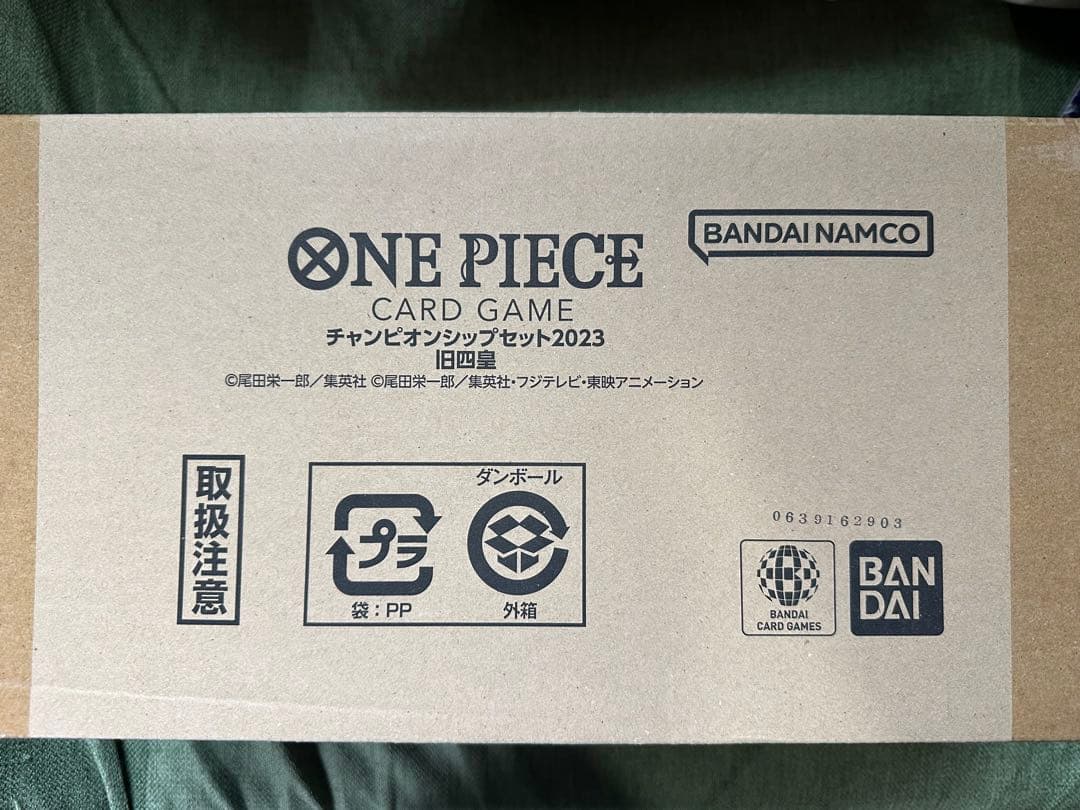 ONE PIECE
CARD GAME
チャンピオンシップセット2023
旧四皇
©尾田栄一郎／集英社 ©尾田栄一郎／集英社・フジテレビ・東映アニメーション
BANDAI NAMCO
取扱注意
プラ
袋：PP
ダンボール
外箱
0639162903
B
BANDAI
CARD GAMES
BAN
DAI